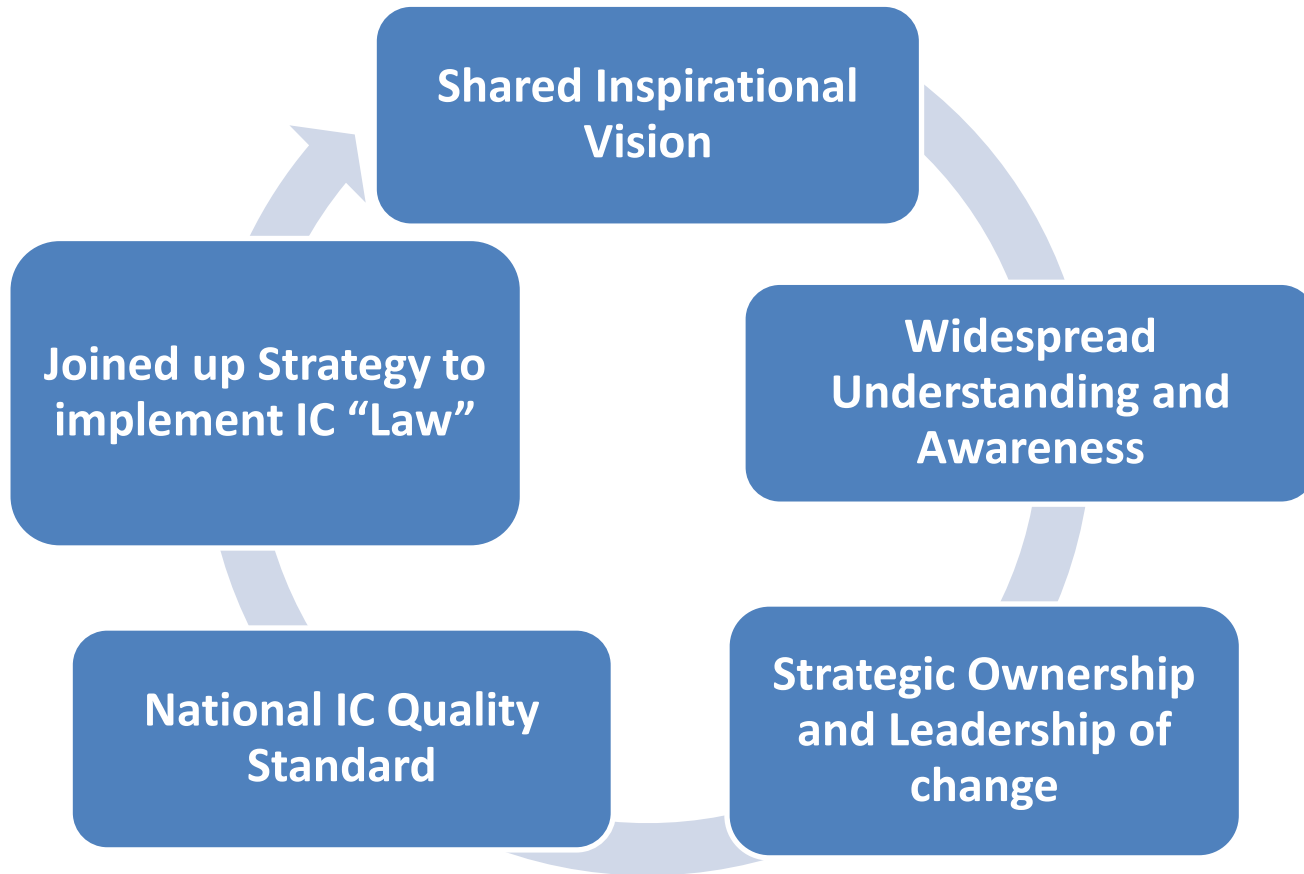 Shared Inspirational
Vision
Widespread
Understanding and
Awareness
Strategic Ownership
and Leadership of
change
National IC Quality
Standard
Joined up Strategy to
implement IC “Law”